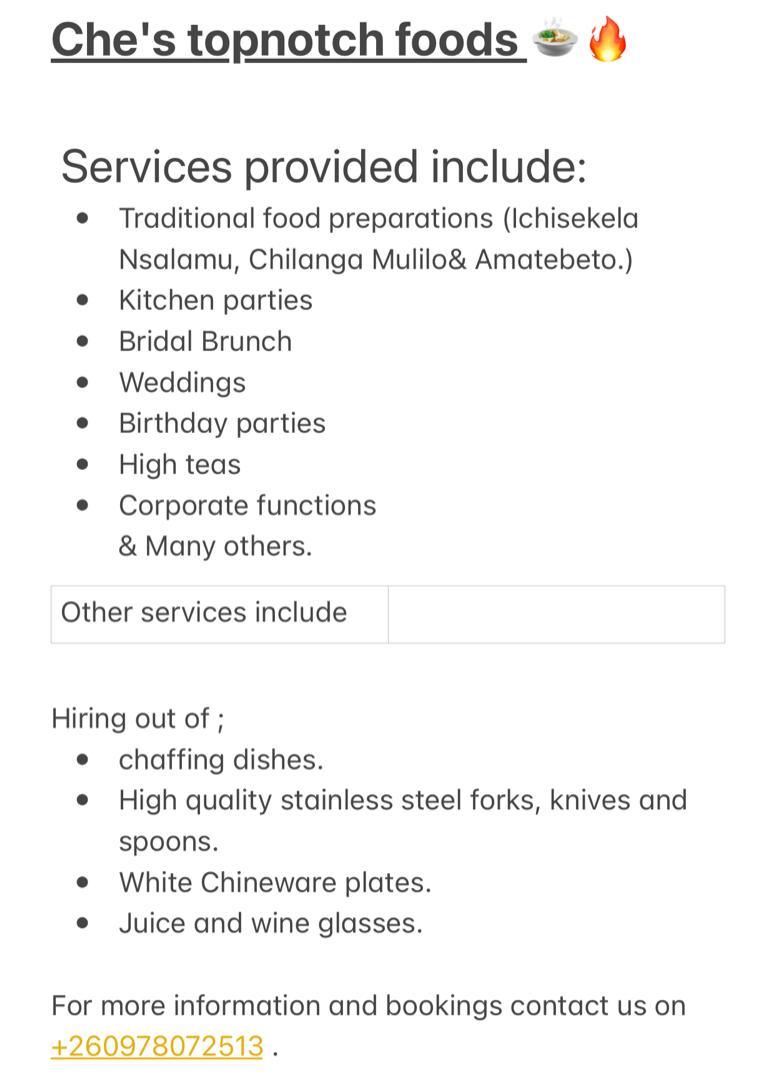 Che's topnotch foods 🍲🔥
Services provided include:
• Traditional food preparations (Ichisekela
Nsalamu, Chilanga Mulilo& Amatebeto.)
• Kitchen parties
• Bridal Brunch
• Weddings
• Birthday parties
• High teas
• Corporate functions
& Many others.
Other services include
Hiring out of ;
• chaffing dishes.
• High quality stainless steel forks, knives and
spoons.
• White Chineware plates.
• Juice and wine glasses.
For more information and bookings contact us on
+260978072513 .